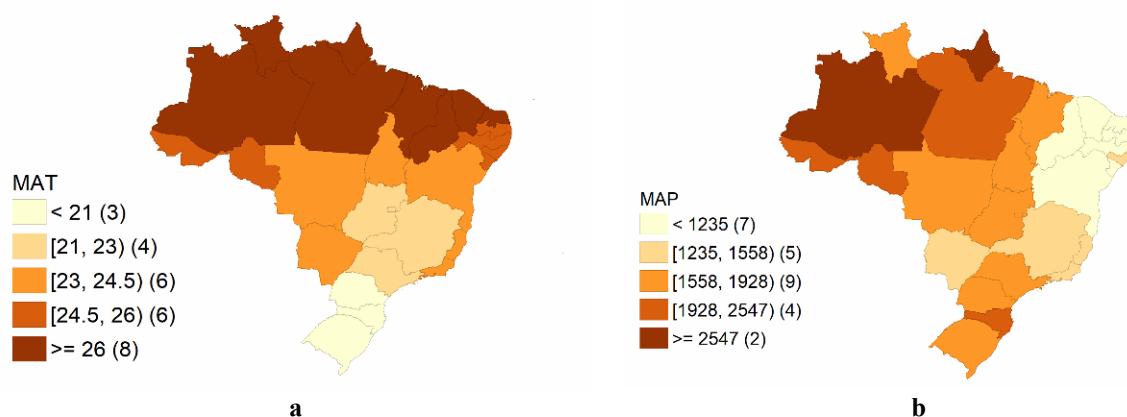 MAT
< 21 (3)
[21, 23) (4)
[23, 24.5) (6)
[24.5, 26) (6)
>= 26 (8)
a
MAP
< 1235 (7)
[1235, 1558) (5)
[1558, 1928) (9)
[1928, 2547) (4)
>= 2547 (2)
b